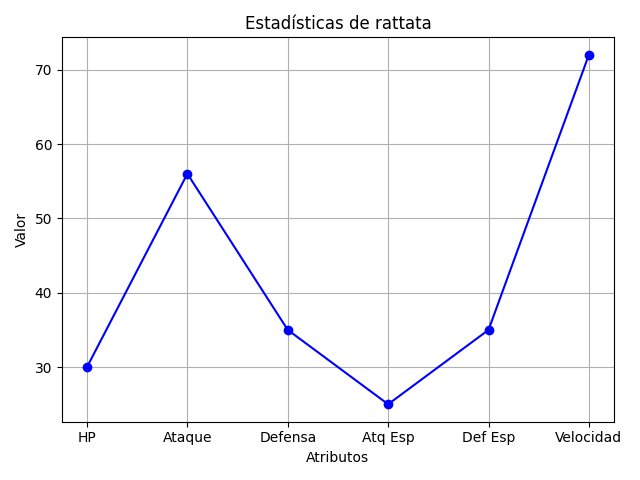 Estadísticas de rattata
Valor
70
60
50
40
30
HP Ataque Defensa Atq Esp Def Esp Velocidad
Atributos